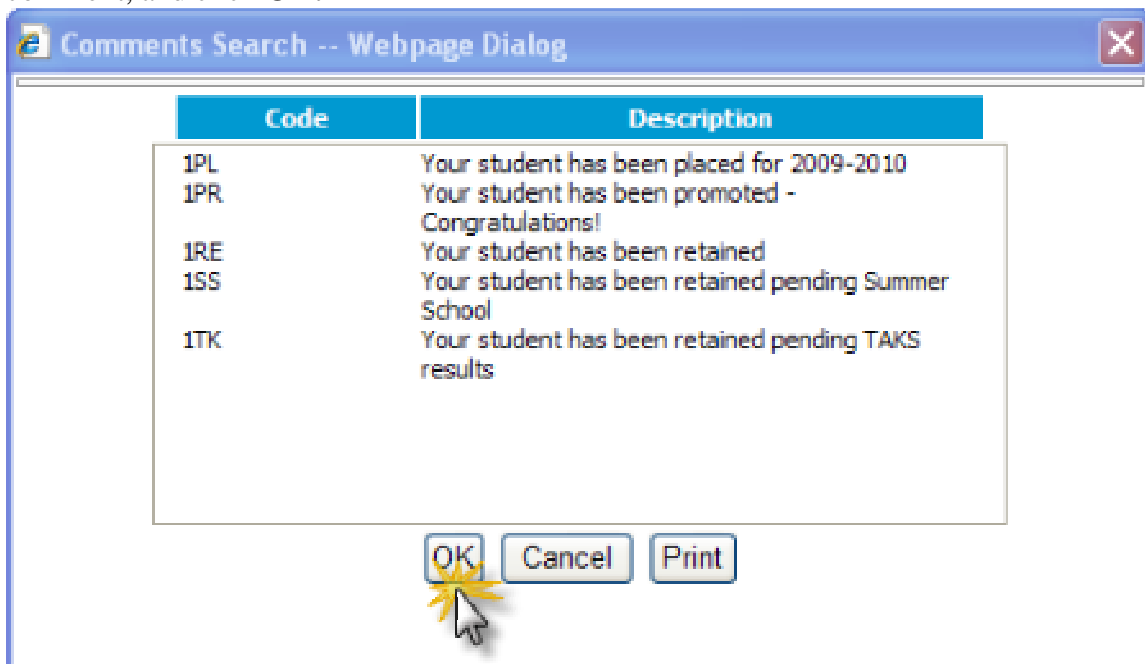 Comments Search -- Webpage Dialog
Code Description
1PL Your student has been placed for 2009-2010
1PR Your student has been promoted -
Congratulations!
1RE Your student has been retained
1SS Your student has been retained pending Summer
School
1TK Your student has been retained pending TAKS
results
OK Cancel Print